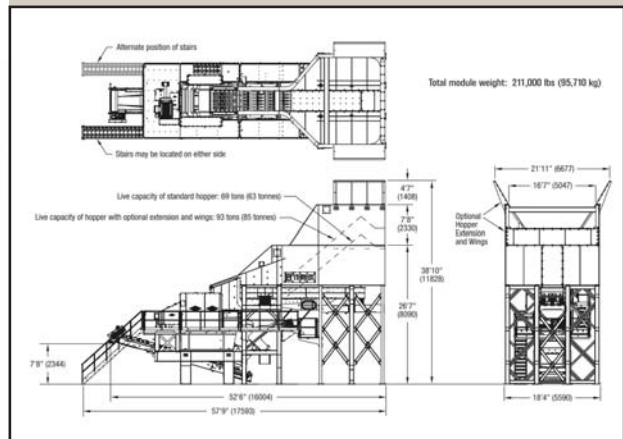 Alternate position of stairs
Total module weight: 211,000 lbs (95,710 kg)
Stairs may be located on either side
21'11" (6677)
16'7" (5047)
4'7"
(1408)
Live capacity of standard hopper: 69 tons (63 tonnes)
7'8"
(2330)
Live capacity of hopper with optional extension and wings: 93 tons (85 tonnes)
Optional
Hopper
Extension
and Wings
38'10"
(11828)
26'7"
(8090)
7'8" (2344)
52'6" (16004)
57'9" (17593)
18'4" (5590)